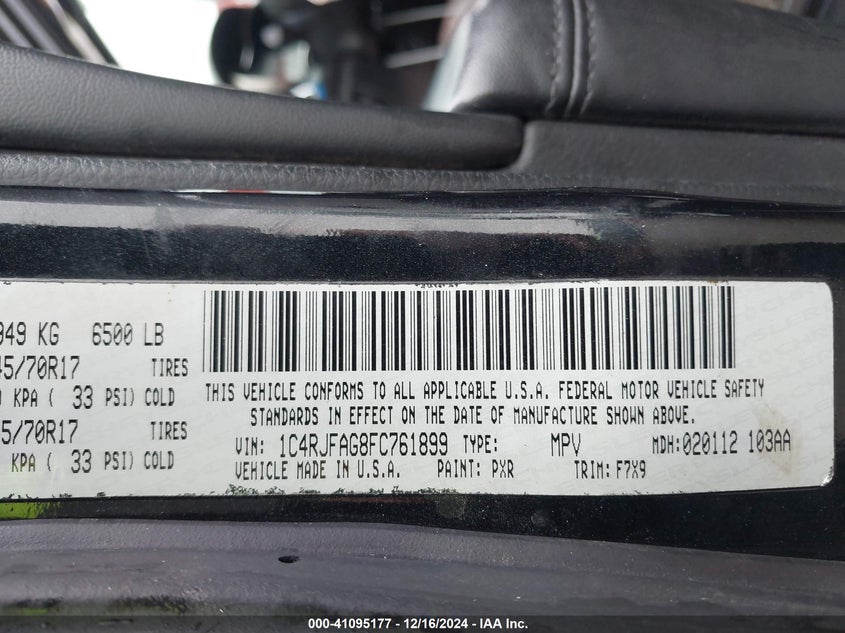 949 KG 6500 LB
45/70R17 TIRES
KPA ( 33 PSI) COLD
5/70R17 TIRES
KPA ( 33 PSI) COLD
THIS VEHICLE CONFORMS TO ALL APPLICABLE U.S.A. FEDERAL MOTOR VEHICLE SAFETY
STANDARDS IN EFFECT ON THE DATE OF MANUFACTURE SHOWN ABOVE.
VIN: 1C4RJFAG8FC761899 TYPE: MPV MDH:020112 103AA
VEHICLE MADE IN U.S.A. PAINT: PXR TRIM: F7X9
000-41095177 - 12/16/2024 - IAA Inc.